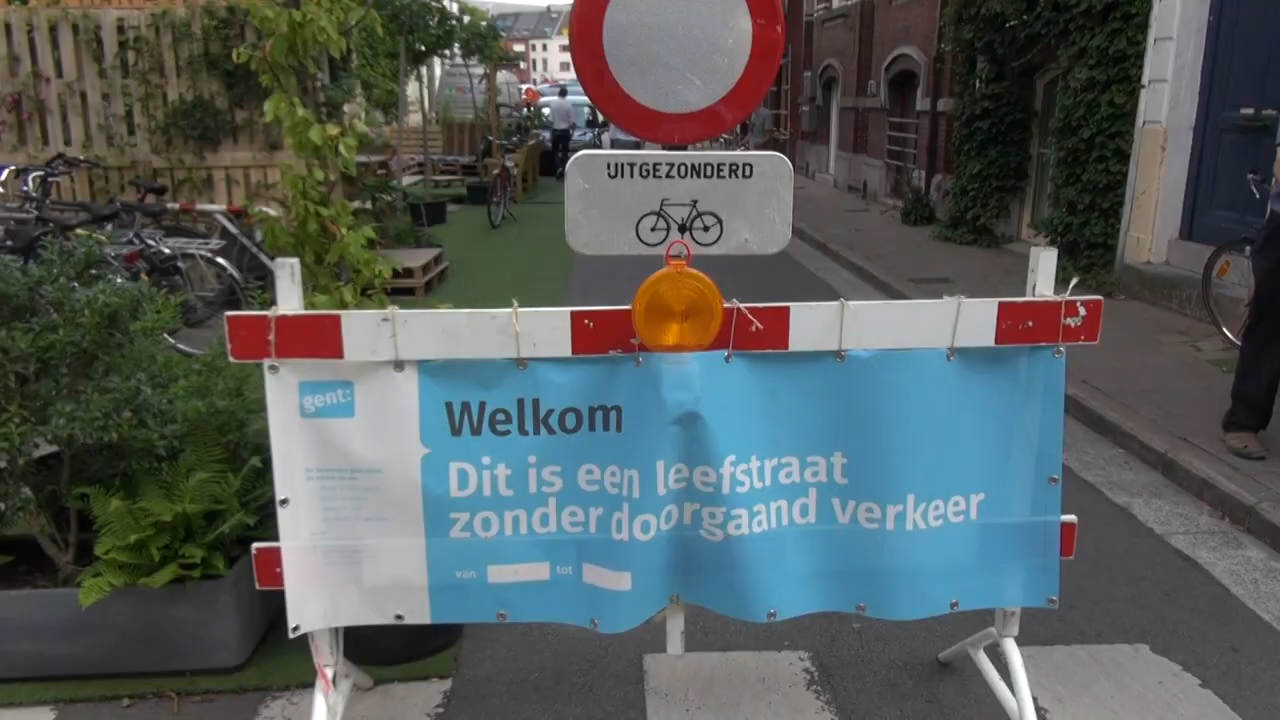 UITGEZONDERD
gent:
Welkom
Dit is een leefstraat
zonder doorgaand verkeer
van tot